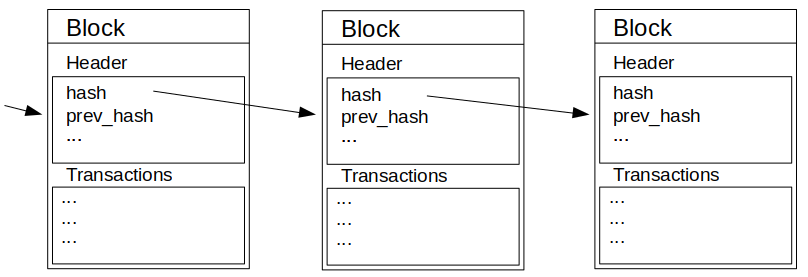 Block
Header
hash
prev_hash
...
Transactions
...
...
...
Block
Header
hash
prev_hash
...
Transactions
...
...
...
Block
Header
hash
prev_hash
...
Transactions
...
...
...